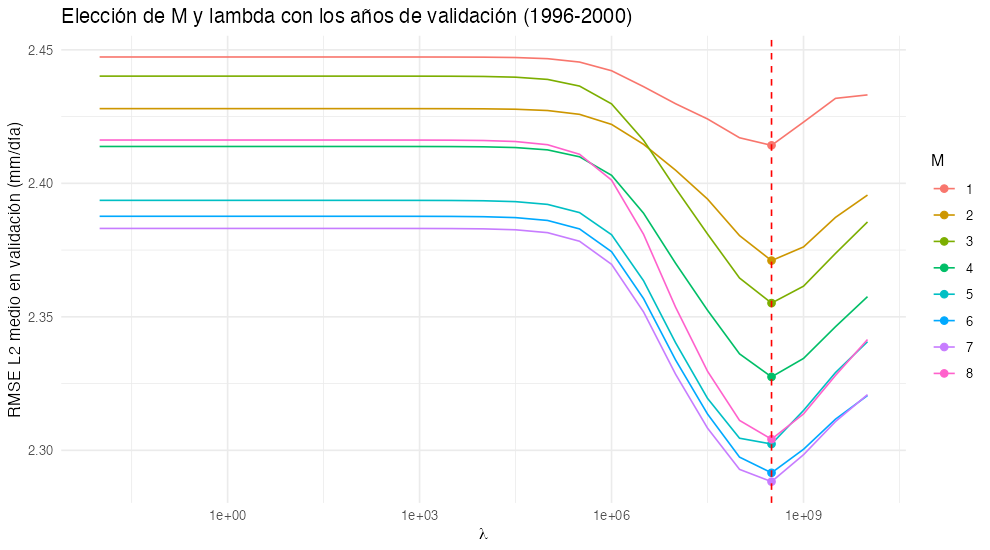 Elección de M y lambda con los años de validación (1996-2000)
RMSE L2 medio en validación (mm/día)
2.45
2.40
2.35
2.30
1e+00
1e+03
1e+06
1e+09
λ
M
1
2
3
4
5
6
7
8